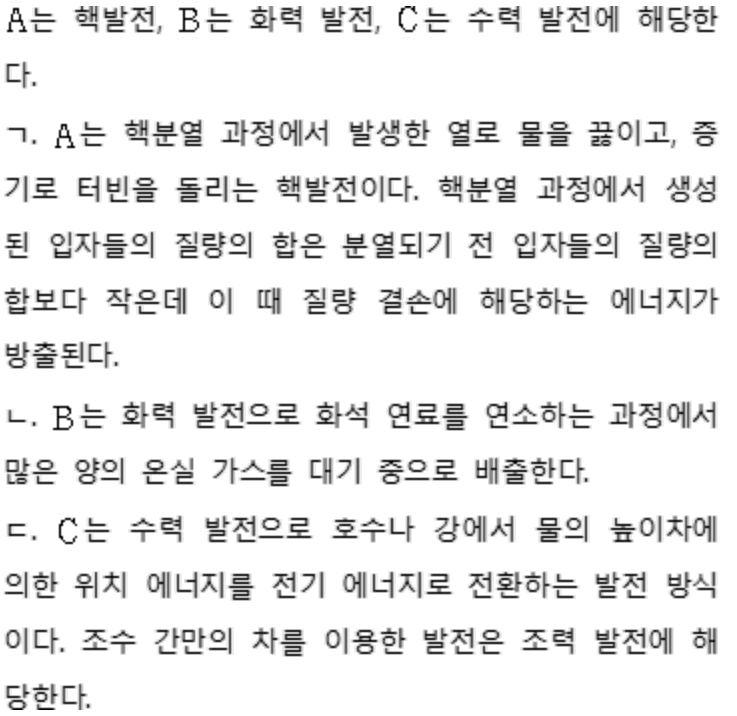 A는 핵발전, B는 화력 발전, C는 수력 발전에 해당한
다.
ㄱ. A는 핵분열 과정에서 발생한 열로 물을 끓이고, 증
기로 터빈을 돌리는 핵발전이다. 핵분열 과정에서 생성
된 입자들의 질량의 합은 분열되기 전 입자들의 질량의
합보다 작은데 이 때 질량 결손에 해당하는 에너지가
방출된다.
ㄴ. B는 화력 발전으로 화석 연료를 연소하는 과정에서
많은 양의 온실 가스를 대기 중으로 배출한다.
ㄷ. C는 수력 발전으로 호수나 강에서 물의 높이차에
의한 위치 에너지를 전기 에너지로 전환하는 발전 방식
이다. 조수 간만의 차를 이용한 발전은 조력 발전에 해
당한다.